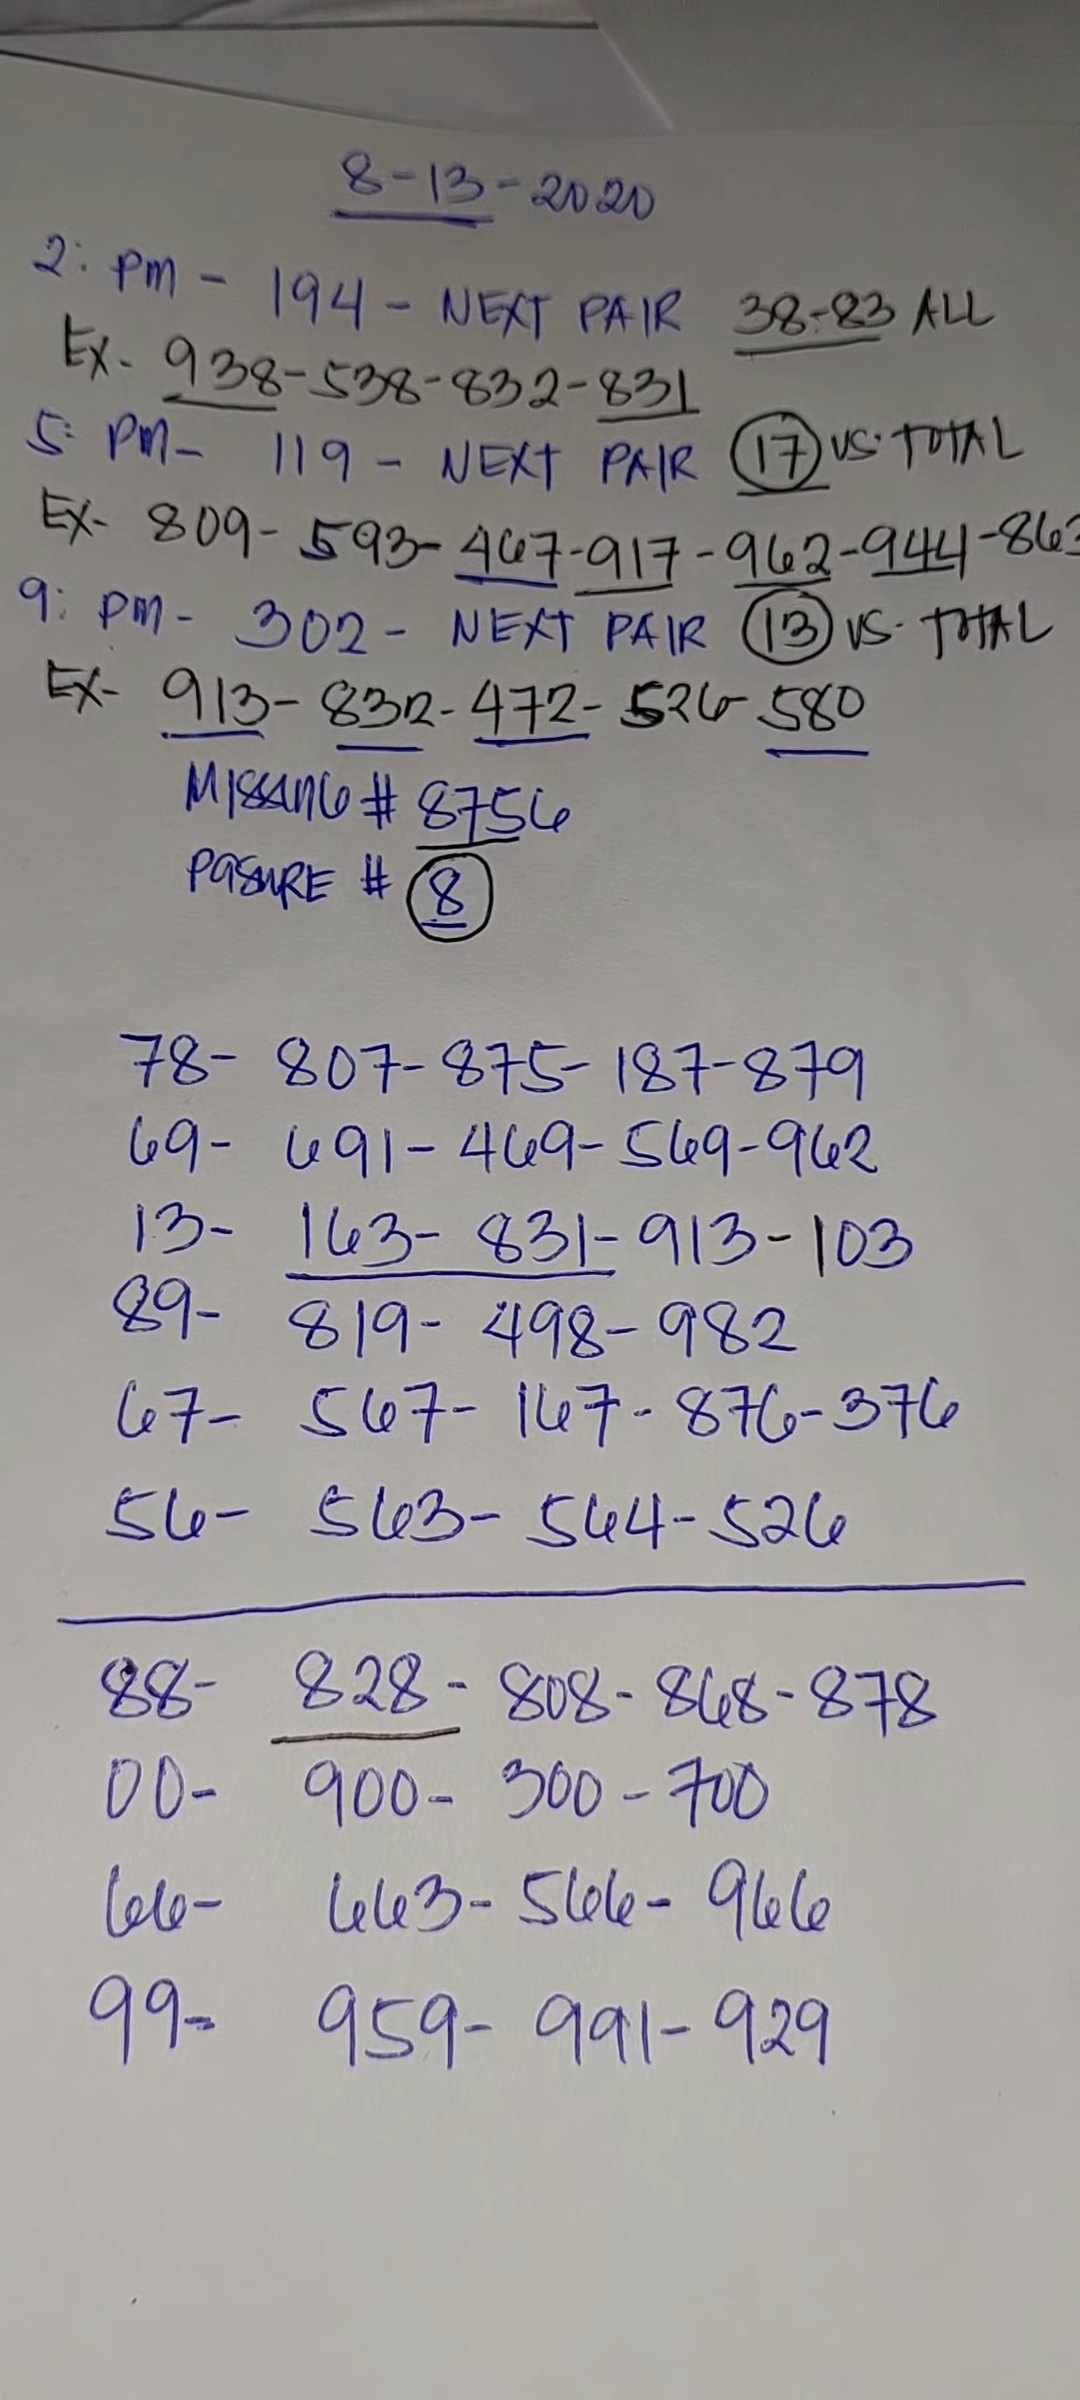 8-13-2020
2: PM - 194 - NEXT PAIR 38-83 ALL
EX- 938-538-832-831
5: PM- 119 - NEXT PAIR 17 VS. TOTAL
EX- 809-593-467-917-962-944-863
9: PM- 302- NEXT PAIR 13 VS. TOTAL
EX- 913-832-472-526-580
MISSING # 8756
PASURE # 8
78- 807-875-187-879
69- 691-469-569-962
13- 163-831-913-103
89- 819-498-982
67- 567-167-876-376
56- 563-564-526
88- 828-808-868-878
00- 900-300-700
66- 663-566-966
99- 959-991-929